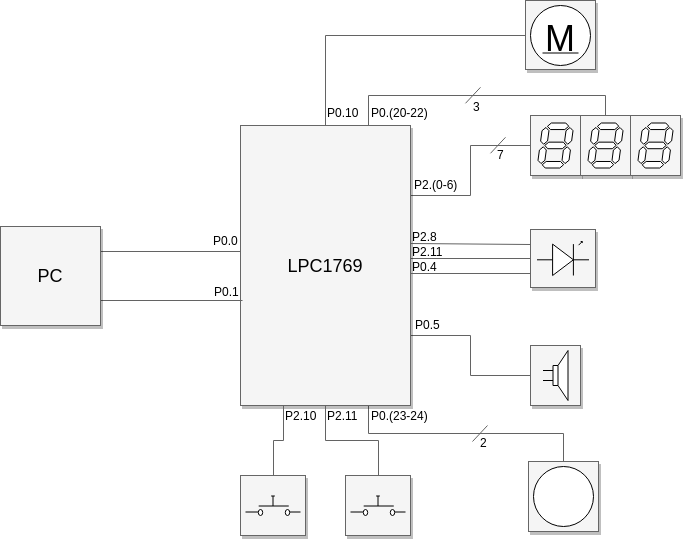 M
P0.10
P0.(20-22)
3
7
P2.(0-6)
P0.0
P2.8
P2.11
P0.4
LPC1769
PC
P0.1
P0.5
P2.10
P2.11
P0.(23-24)
2